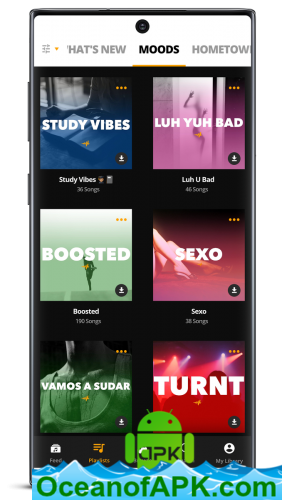 'HAT'S NEW MOODS HOMETOWN
STUDY VIBES LUH YUH BAD
Study Vibes Luh U Bad
36 Songs 46 Songs
BOOSTED SEXO
Boosted Sexo
190 Songs 38 Songs
VAMOS A SUDAR TURNT
APK
Feed Playlists My Library
OceanofAPK.com